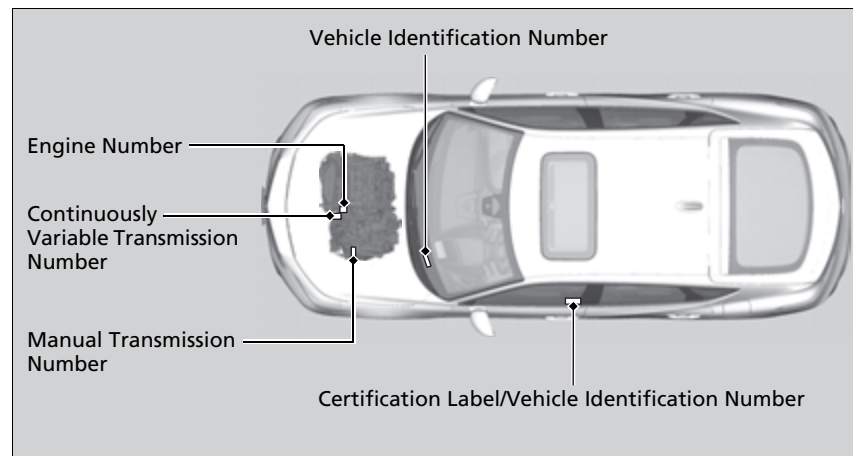 Vehicle Identification Number
Engine Number
Continuously
Variable Transmission
Number
Manual Transmission
Number
Certification Label/Vehicle Identification Number